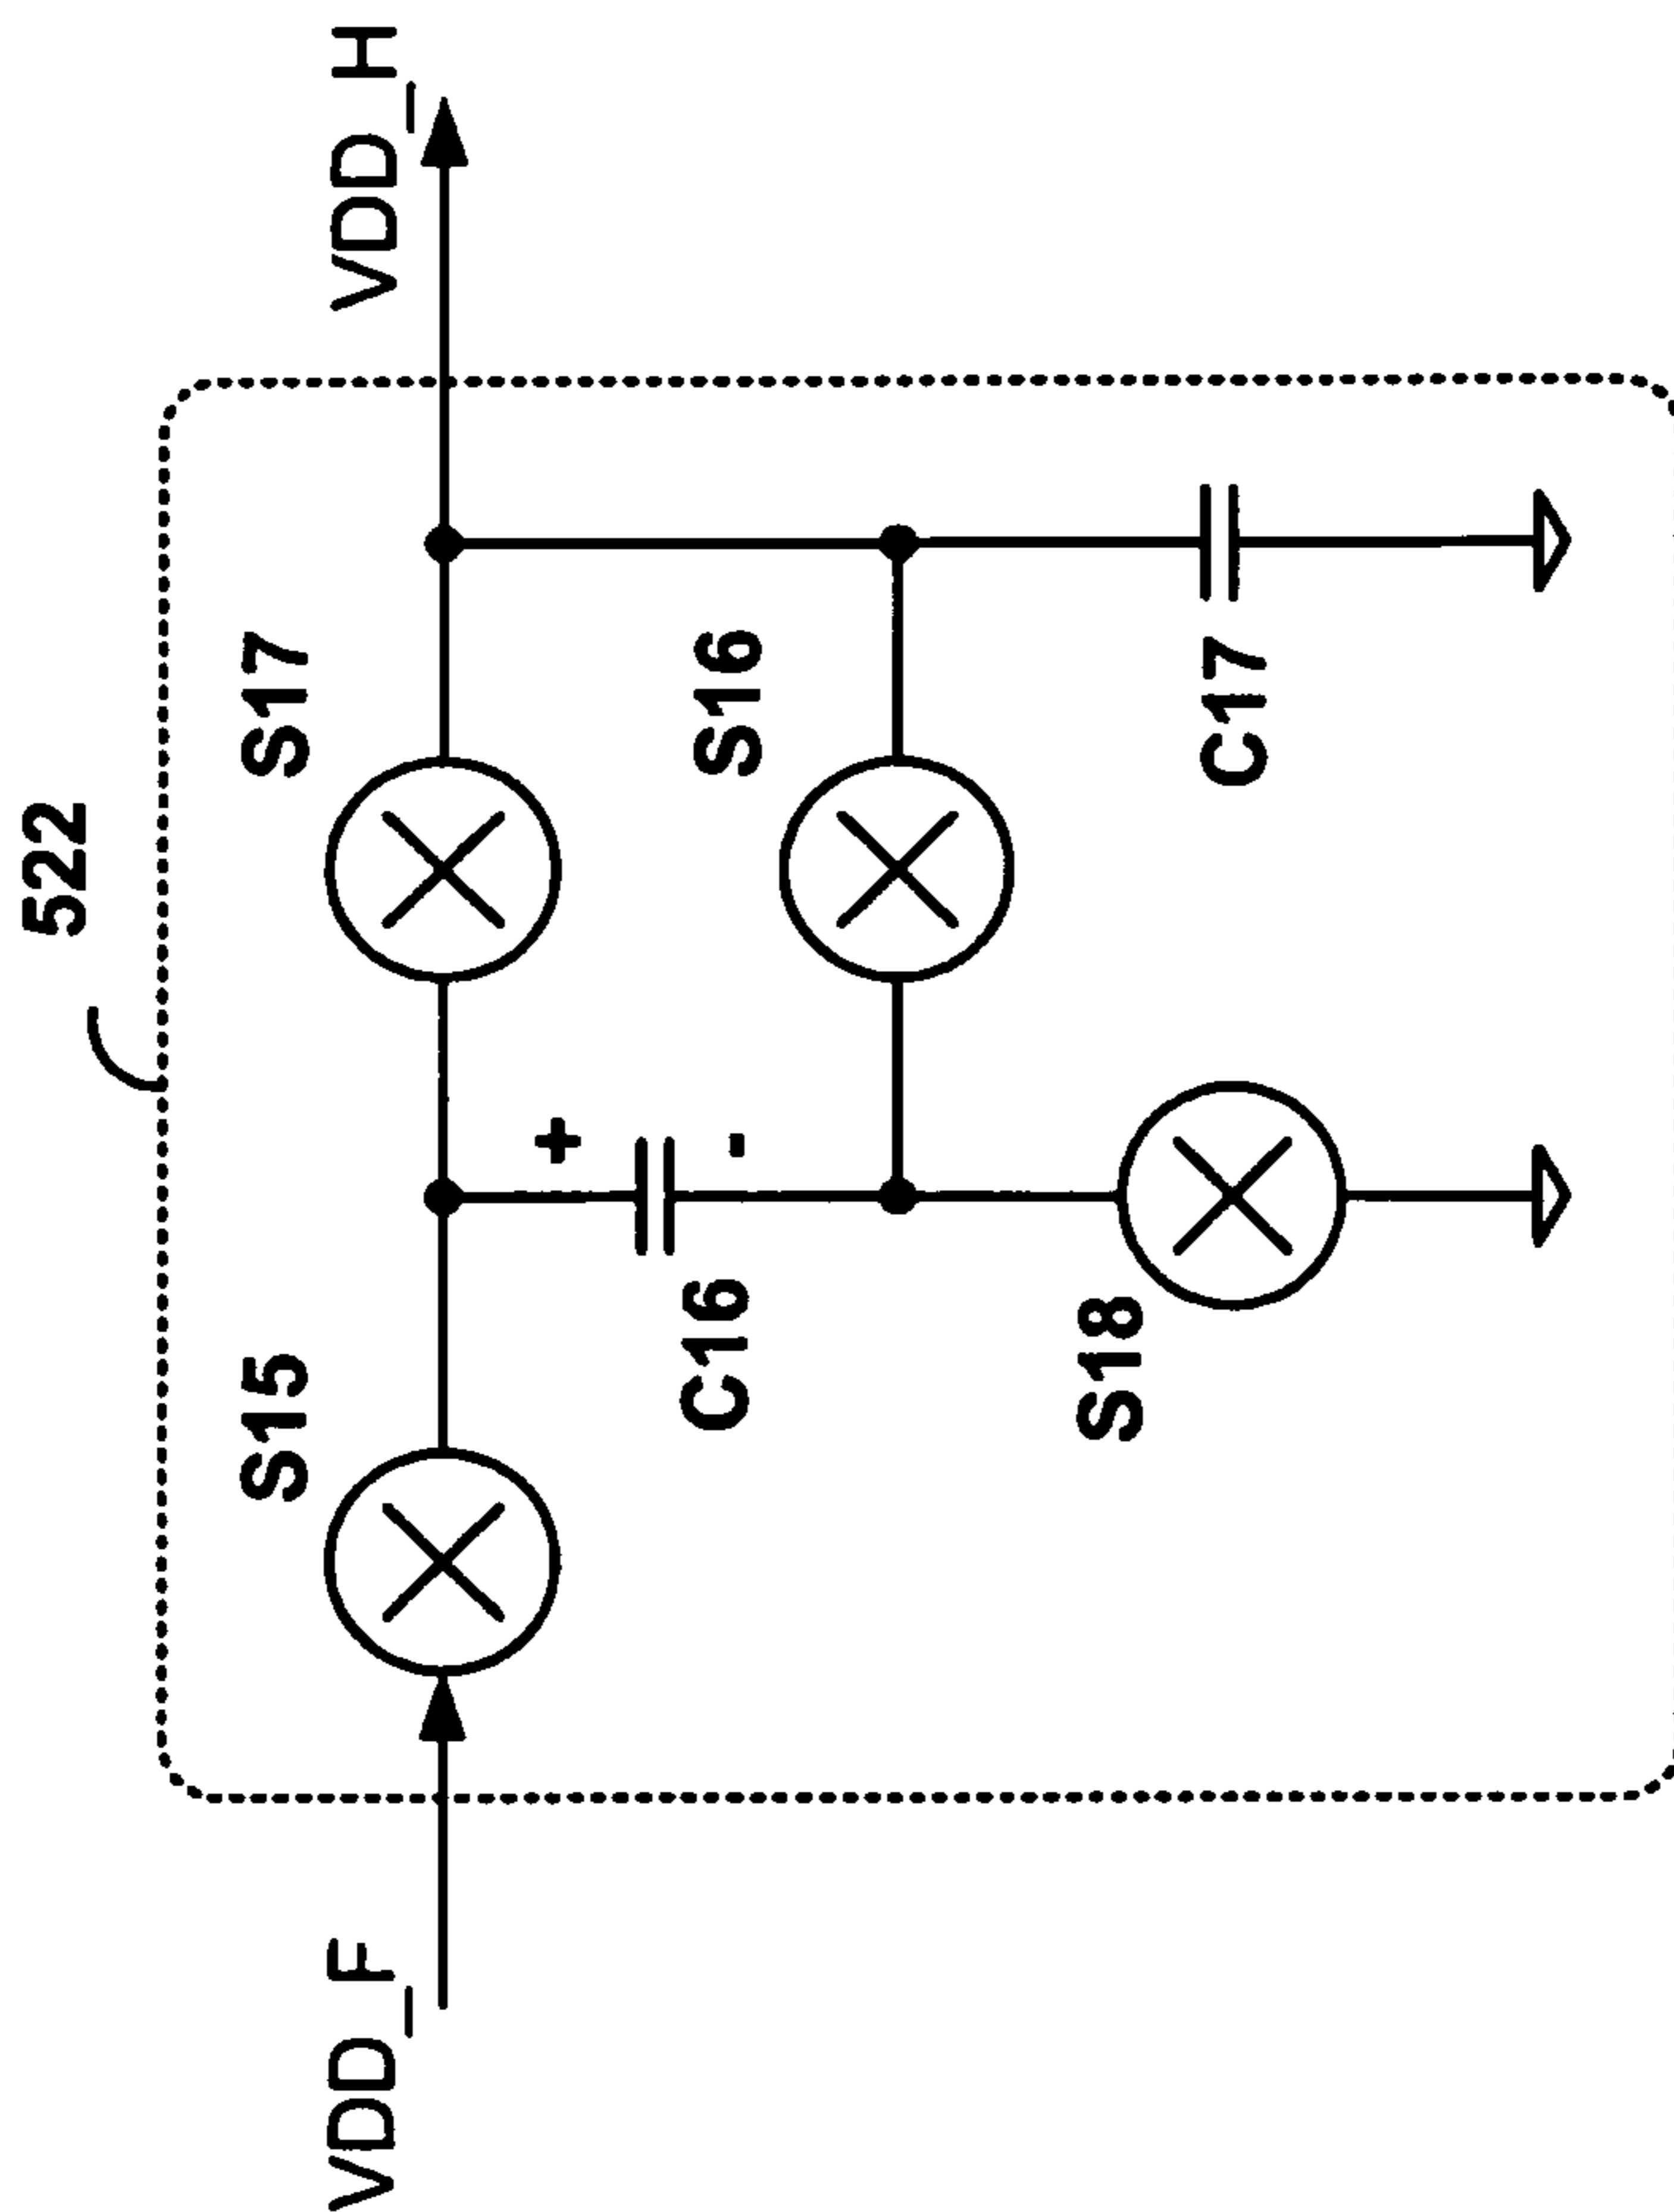 522
S15
S17
VDD_F
VDD_H
+
C16
-
S16
S18
C17